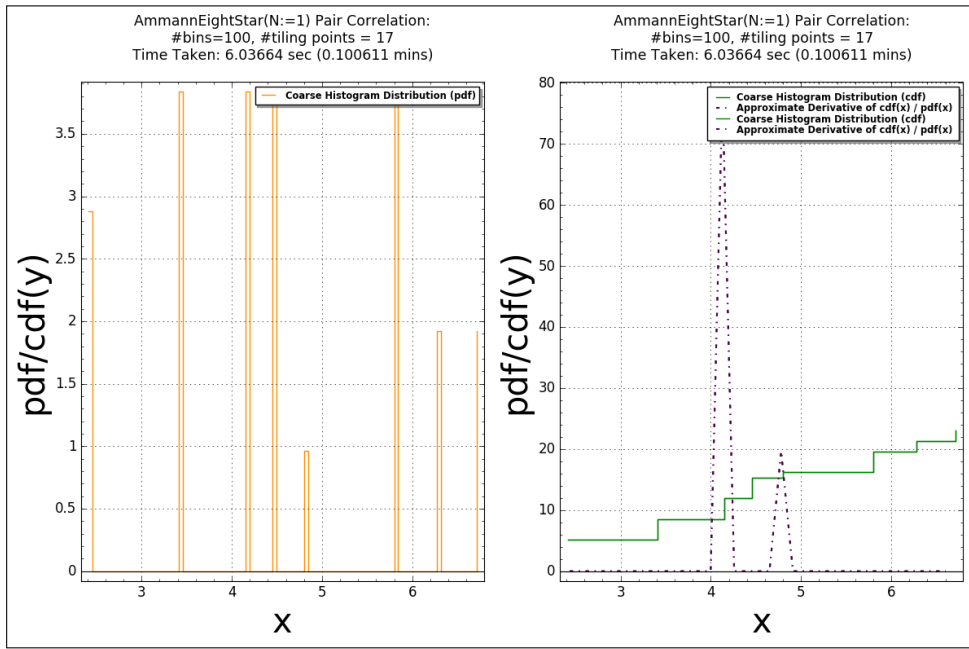 AmmannEightStar(N:=1) Pair Correlation:
#bins=100, #tiling points = 17
Time Taken: 6.03664 sec (0.100611 mins)
Coarse Histogram Distribution (pdf)
3.5
3
2.5
2
1.5
1
0.5
0
pdf/cdf(y)
3
4
5
6
x
AmmannEightStar(N:=1) Pair Correlation:
#bins=100, #tiling points = 17
Time Taken: 6.03664 sec (0.100611 mins)
Coarse Histogram Distribution (cdf)
Approximate Derivative of cdf(x) / pdf(x)
Coarse Histogram Distribution (cdf)
Approximate Derivative of cdf(x) / pdf(x)
80
70
60
50
40
30
20
10
0
pdf/cdf(y)
3
4
5
6
x